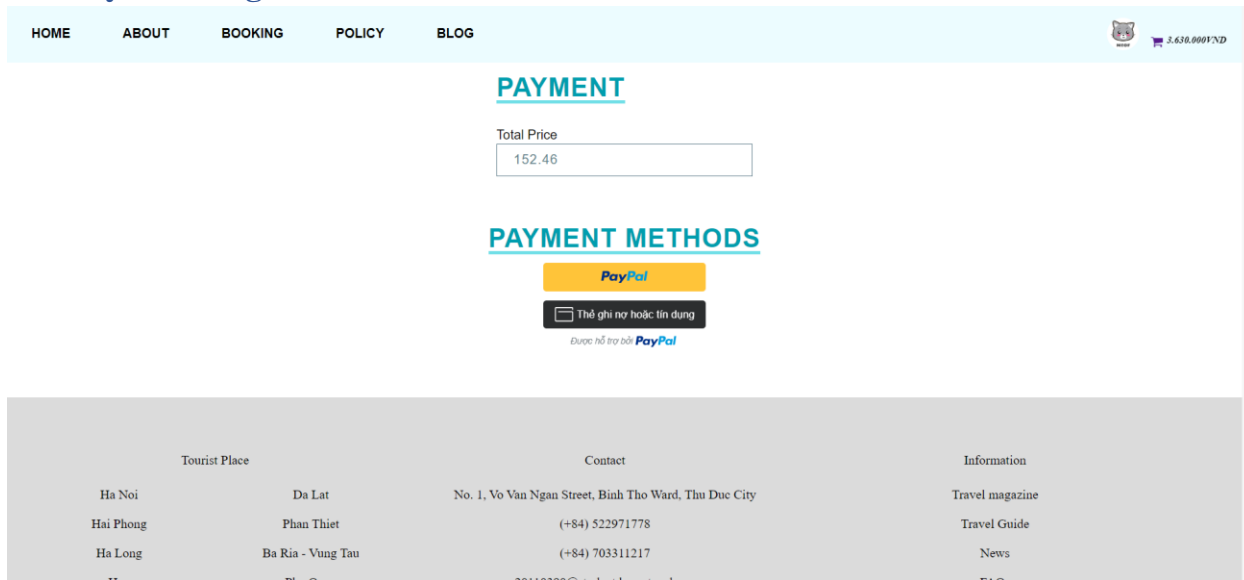 HOME ABOUT BOOKING POLICY BLOG 3.630.000VND
PAYMENT
Total Price
152.46
PAYMENT METHODS
PayPal
Thẻ ghi nợ hoặc tín dụng
Được hỗ trợ bởi PayPal
Tourist Place Contact Information
Ha Noi Da Lat No. 1, Vo Van Ngan Street, Binh Tho Ward, Thu Duc City Travel magazine
Hai Phong Phan Thiet (+84) 522971778 Travel Guide
Ha Long Ba Ria - Vung Tau (+84) 703311217 News